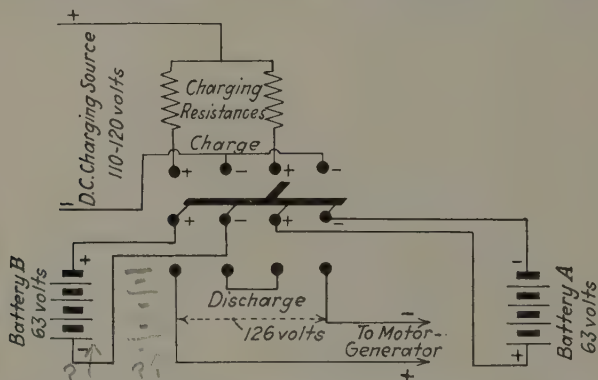 +
D.C. Charging Source
110-120 volts
-
Charging
Resistances
Charge
+ - + -
+ - + -
+
Battery B
63 volts
-
Discharge
126 volts
-
To Motor-
Generator
+
-
Battery A
63 volts
+